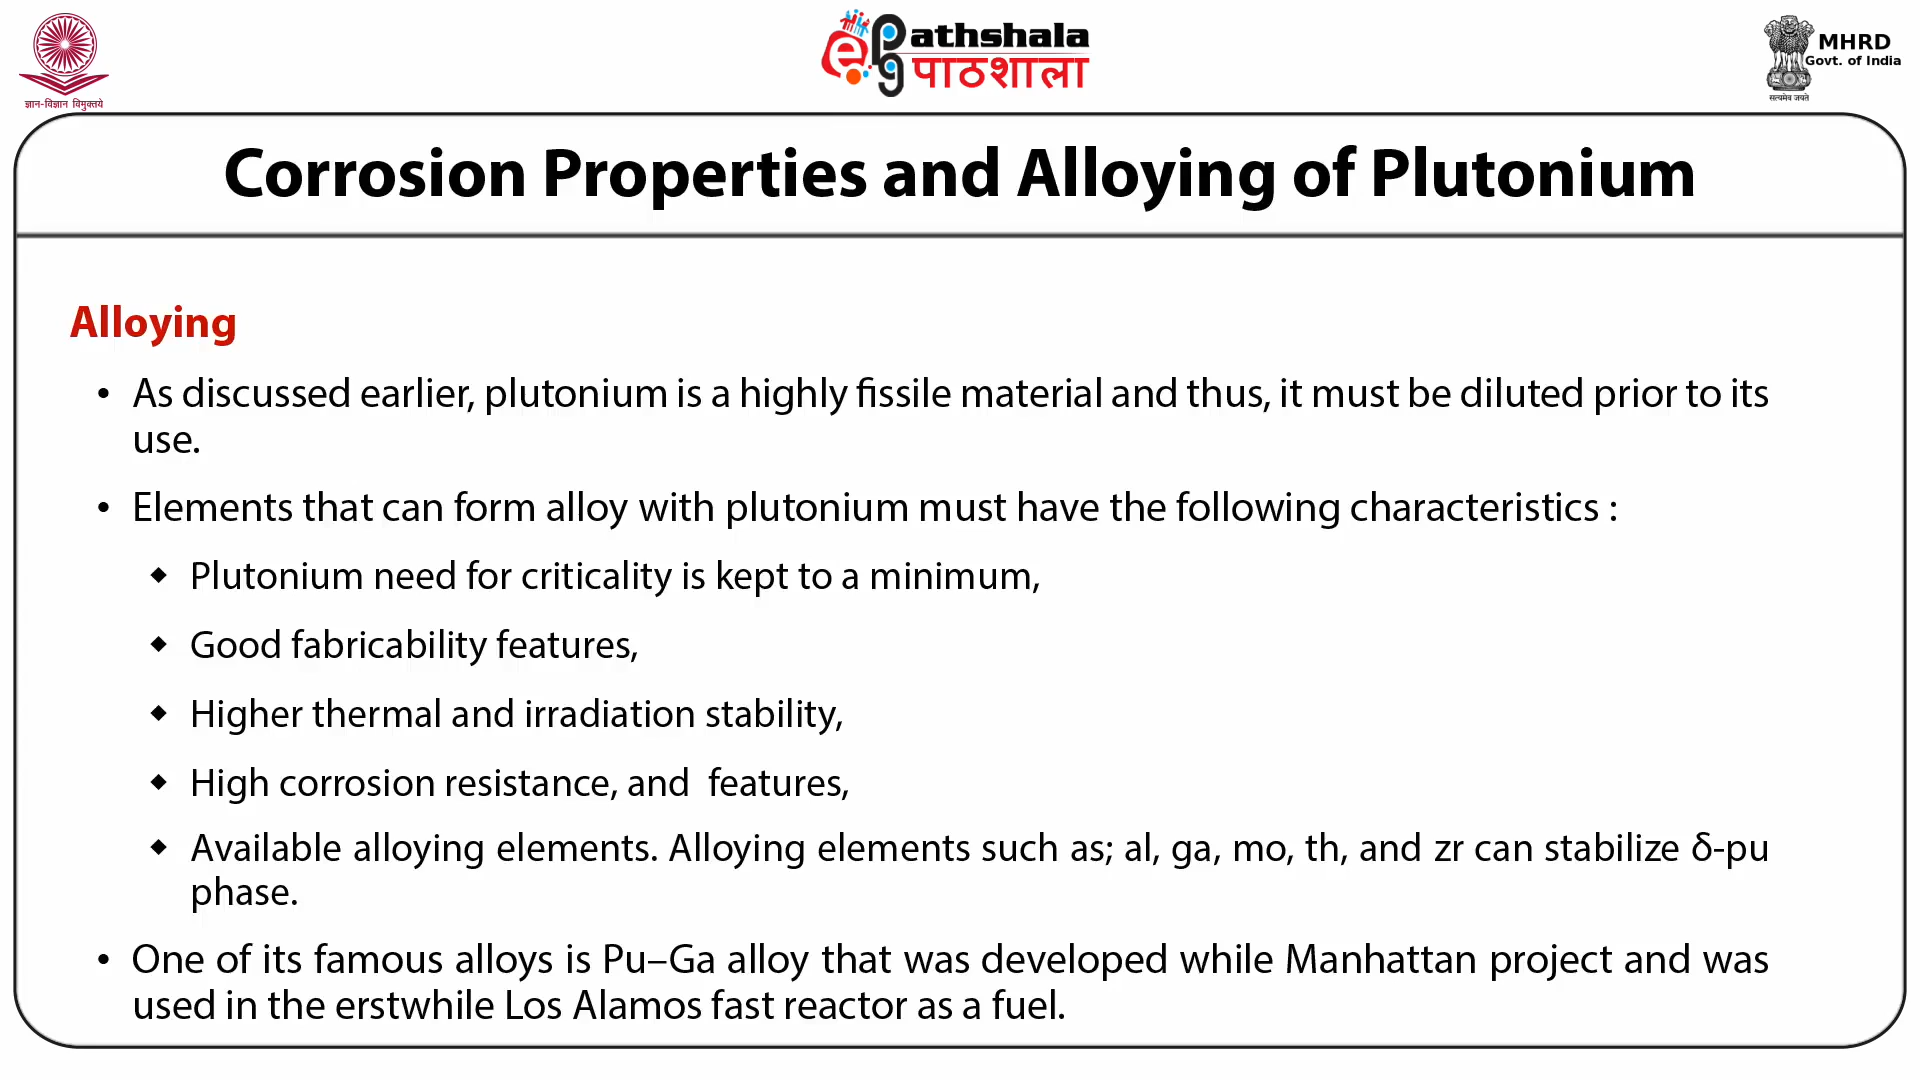 ज्ञान-विज्ञान विमुक्तये
ePathshala
पाठशाला
MHRD
Govt. of India
सत्यमेव जयते
Corrosion Properties and Alloying of Plutonium
Alloying
• As discussed earlier, plutonium is a highly fissile material and thus, it must be diluted prior to its
use.
• Elements that can form alloy with plutonium must have the following characteristics :
◆ Plutonium need for criticality is kept to a minimum,
◆ Good fabricability features,
◆ Higher thermal and irradiation stability,
◆ High corrosion resistance, and  features,
◆ Available alloying elements. Alloying elements such as; al, ga, mo, th, and zr can stabilize δ-pu
phase.
• One of its famous alloys is Pu–Ga alloy that was developed while Manhattan project and was
used in the erstwhile Los Alamos fast reactor as a fuel.